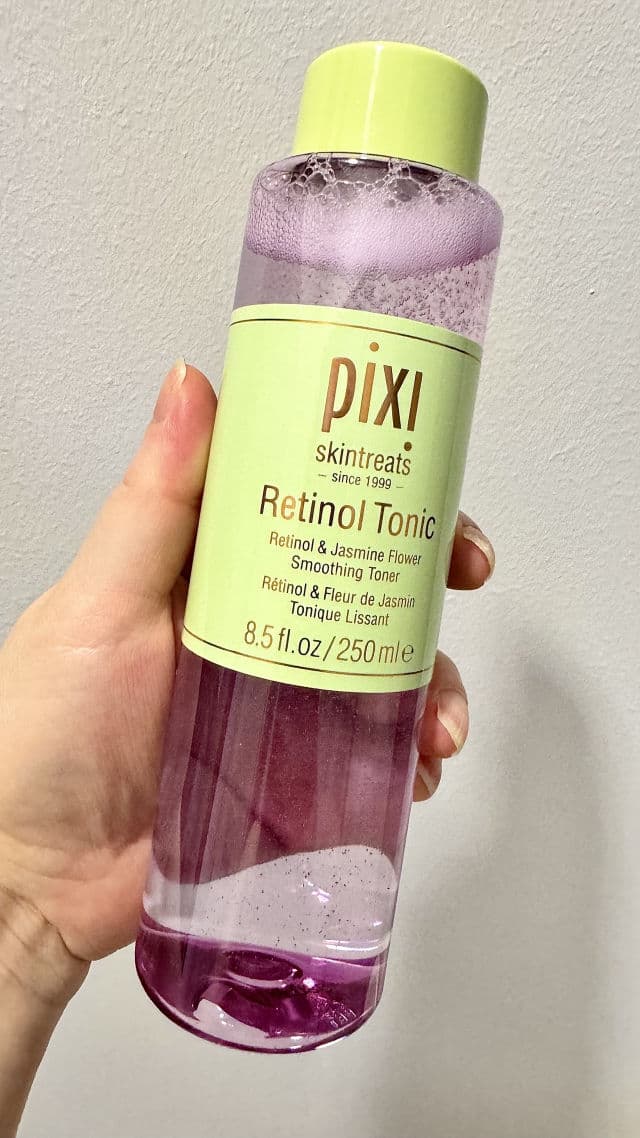 pixi
skintreats
– since 1999 –
Retinol Tonic
Retinol & Jasmine Flower
Smoothing Toner
Rétinol & Fleur de Jasmin
Tonique Lissant
8.5 fl.oz/250 ml ℮